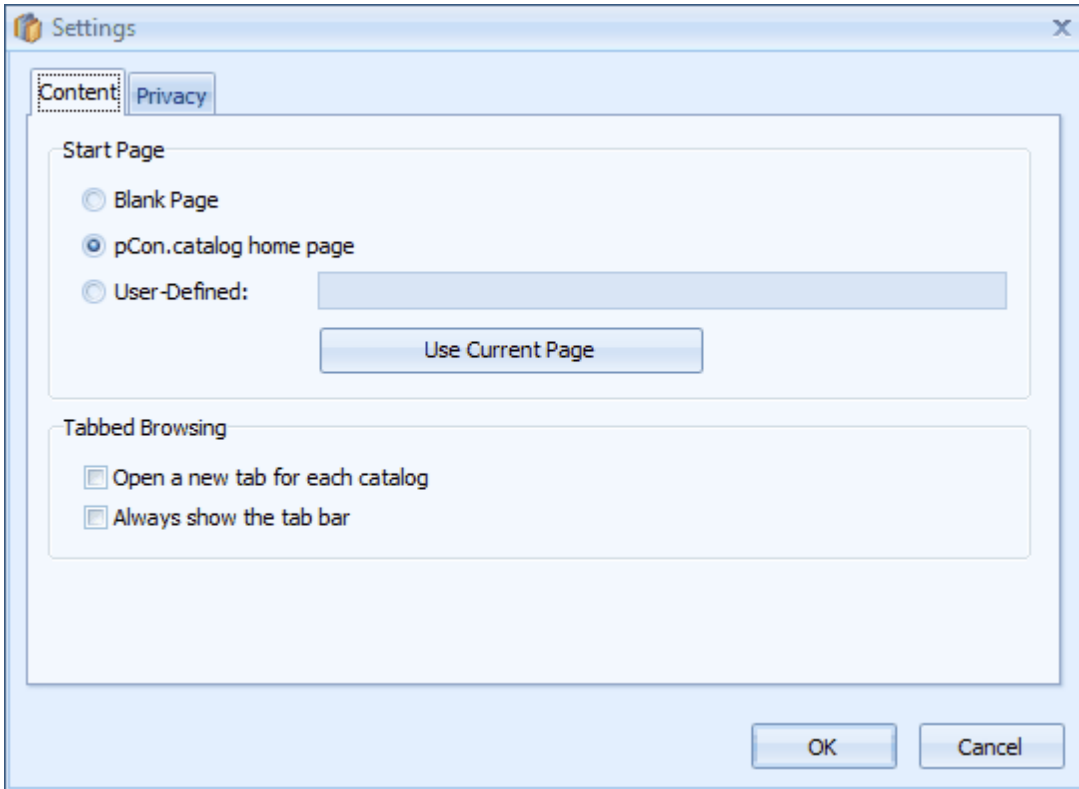 Settings
Content
Privacy
Start Page
Blank Page
pCon.catalog home page
User-Defined:
Use Current Page
Tabbed Browsing
Open a new tab for each catalog
Always show the tab bar
OK
Cancel